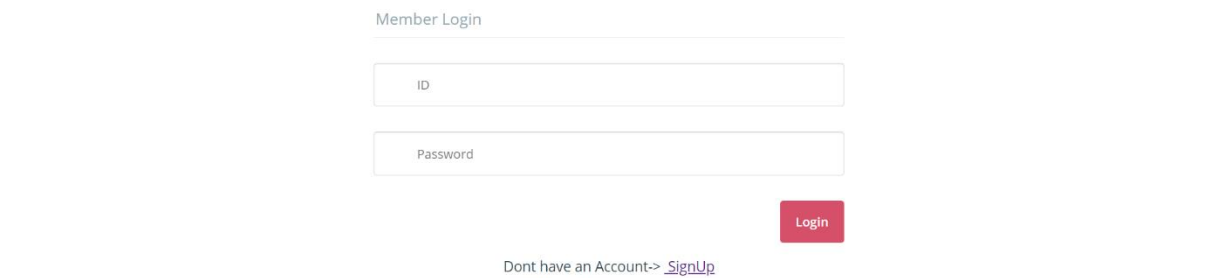 Member Login
ID
Password
Login
Dont have an Account-> SignUp